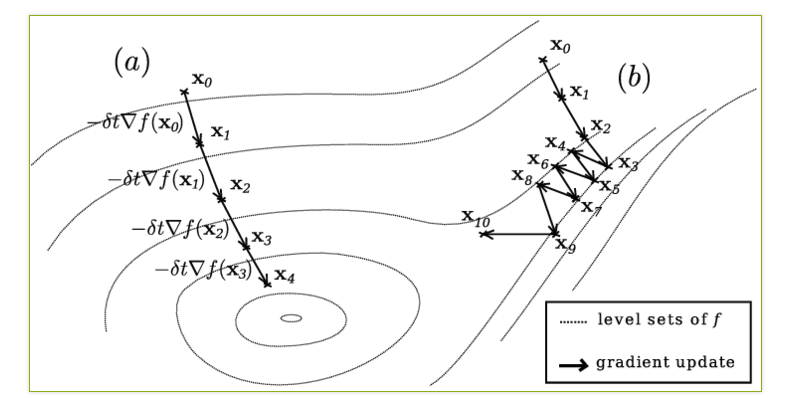 (a)
x₀
−δt∇f(x₀)
x₁
−δt∇f(x₁)
x₂
−δt∇f(x₂)
x₃
−δt∇f(x₃)
x₄
x₀
(b)
x₁
x₂
x₄
x₃
x₆
x₅
x₈
x₇
x₁₀
x₉
level sets of f
gradient update